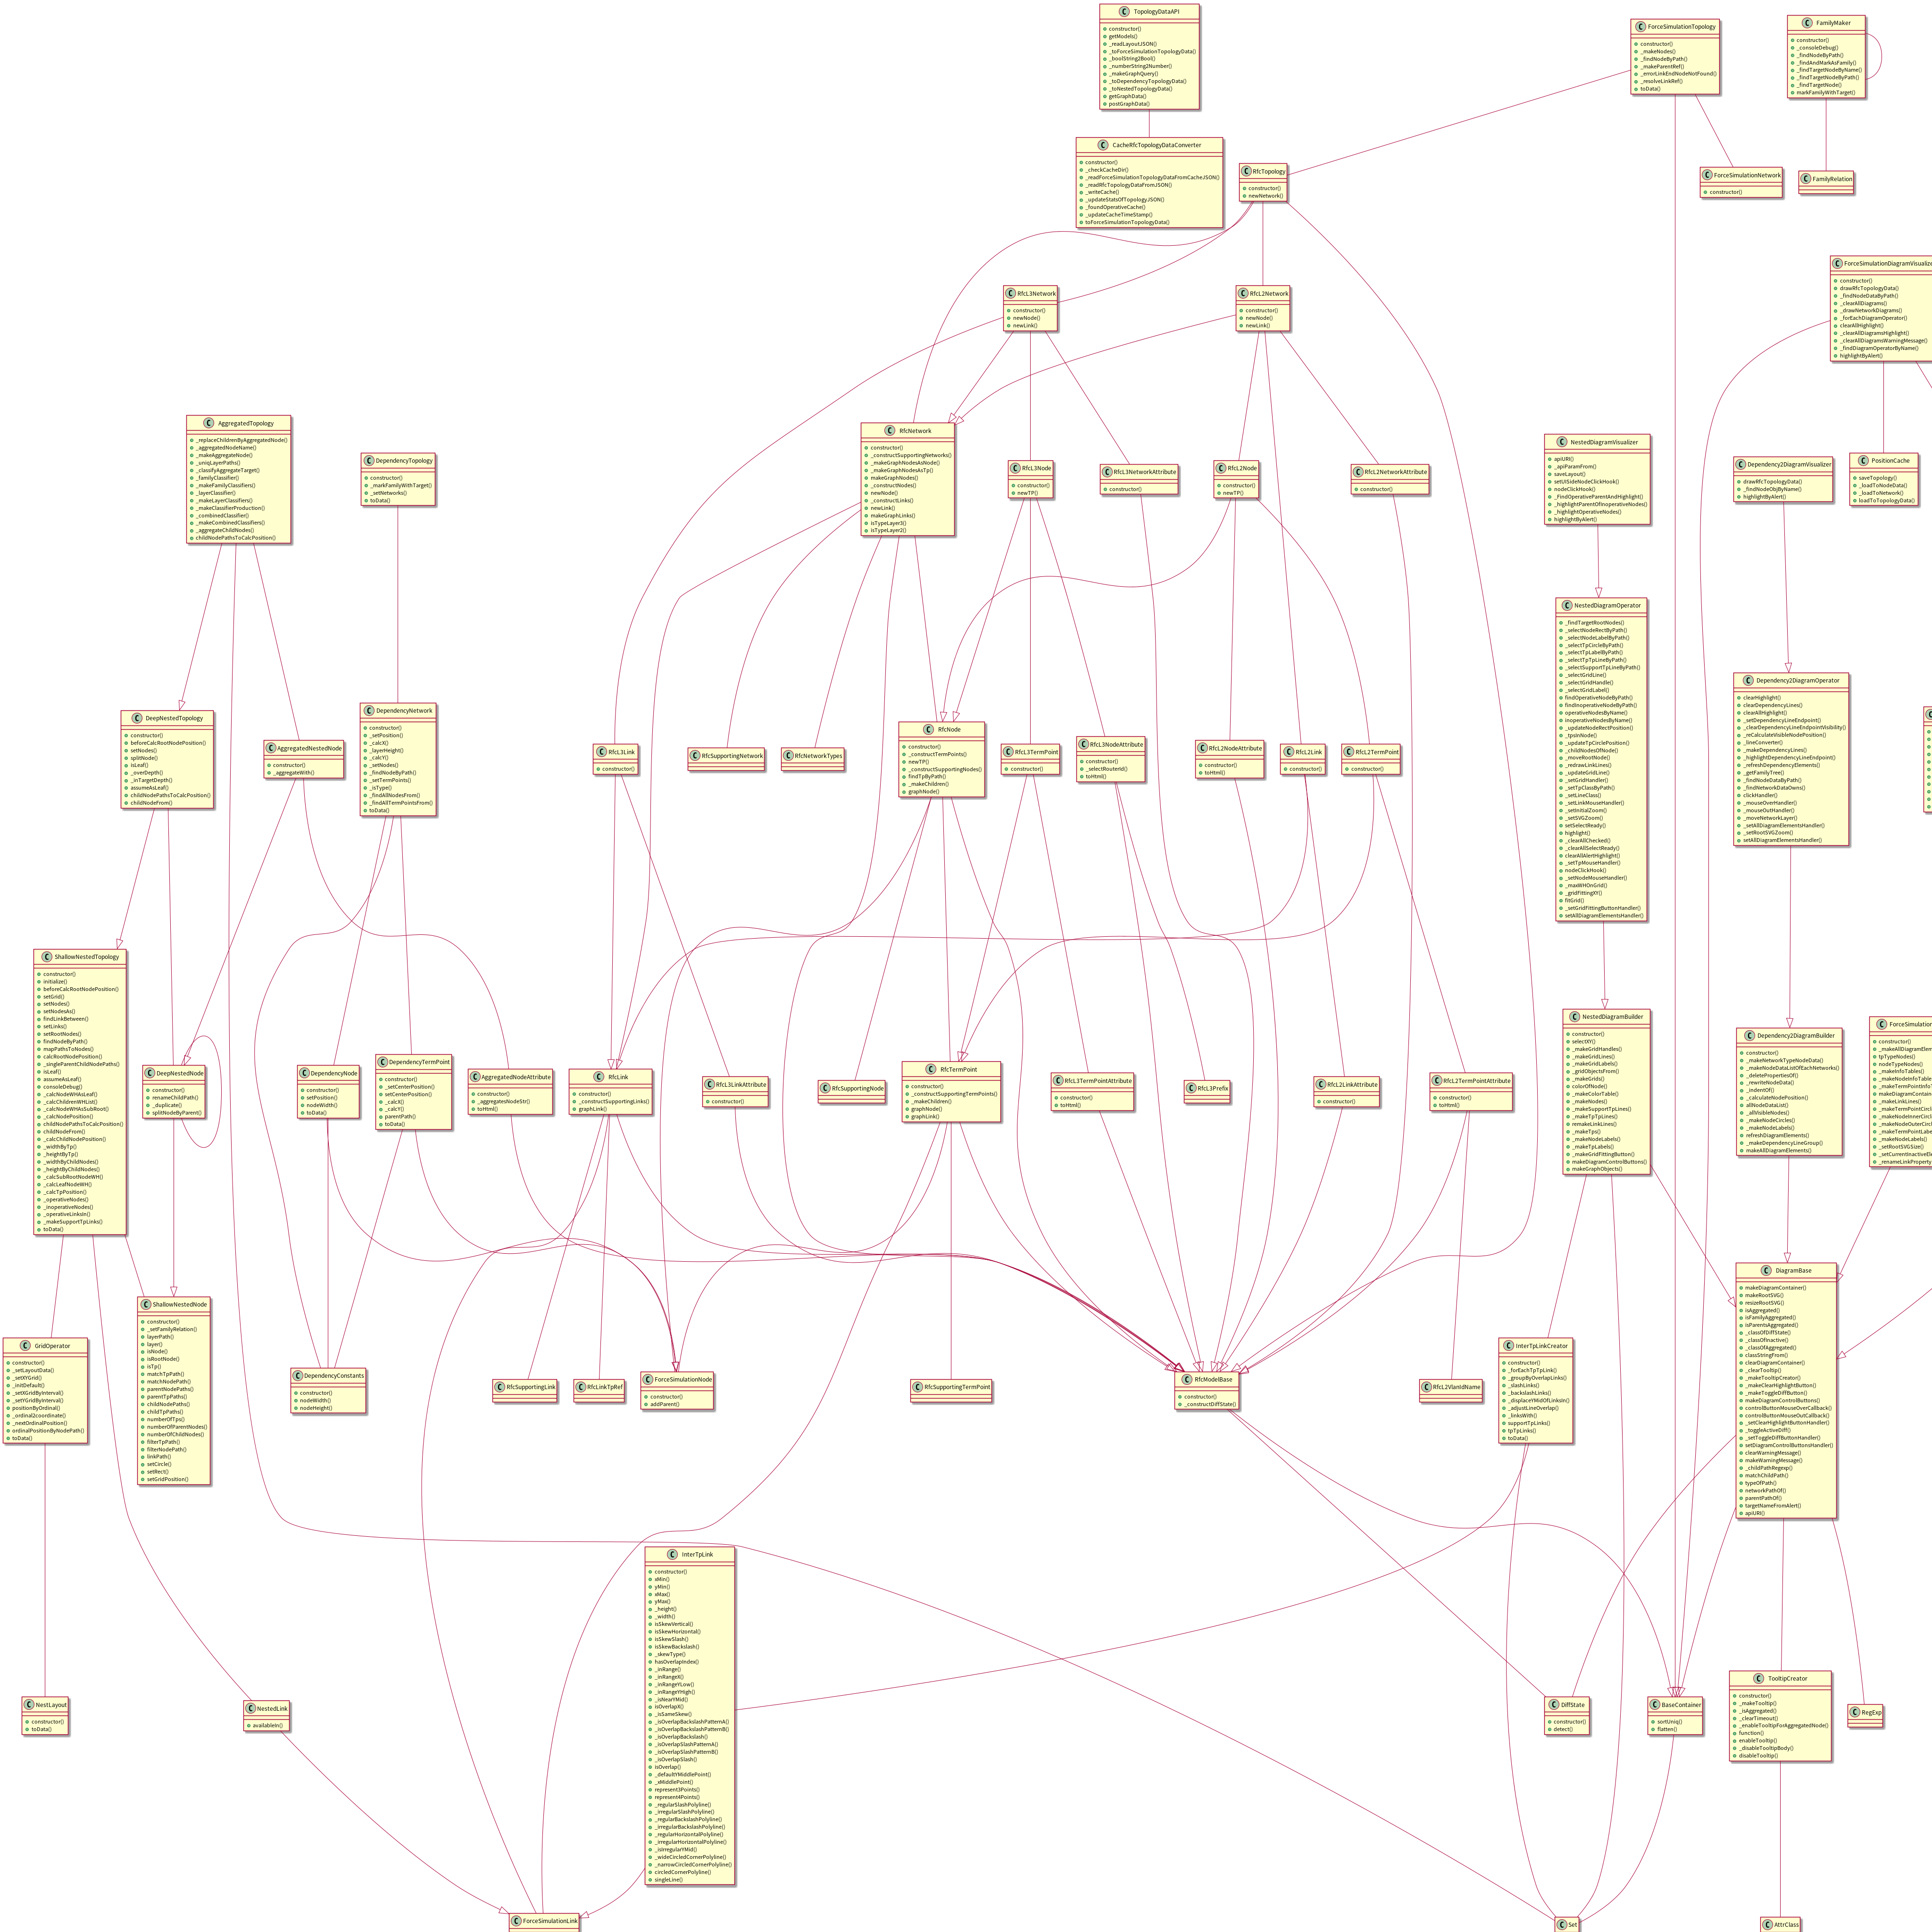 TopologyDataAPI
constructor()
getModels()
_readLayoutJSON()
_toForceSimulationTopologyData()
_boolString2Bool()
_numberString2Number()
_makeGraphQuery()
_toDependencyTopologyData()
_toNestedTopologyData()
getGraphData()
postGraphData()
ForceSimulationTopology
constructor()
_makeNodes()
_findNodeByPath()
_makeParentRef()
_errorLinkEndNodeNotFound()
_resolveLinkRef()
toData()
FamilyMaker
constructor()
_consoleDebug()
_findNodeByPath()
_findAndMarkAsFamily()
_findTargetNodeByName()
_findTargetNodeByPath()
_findTargetNode()
markFamilyWithTarget()
CacheRfcTopologyDataConverter
constructor()
_checkCacheDir()
_readForceSimulationTopologyDataFromCacheJSON()
_readRfcTopologyDataFromJSON()
_writeCache()
_updateStatsOfTopologyJSON()
_foundOperativeCache()
_updateCacheTimeStamp()
toForceSimulationTopologyData()
RfcTopology
constructor()
newNetwork()
ForceSimulationNetwork
constructor()
FamilyRelation
ForceSimulationDiagramVisualiz
constructor()
drawRfcTopologyData()
_findNodeDataByPath()
_clearAllDiagrams()
_drawNetworkDiagrams()
_forEachDiagramOperator()
clearAllHighlight()
_clearAllDiagramsHighlight()
_clearAllDiagramsWarningMessage()
_findDiagramOperatorByName()
highlightByAlert()
RfcL3Network
constructor()
newNode()
newLink()
RfcL2Network
constructor()
newNode()
newLink()
AggregatedTopology
_replaceChildrenByAggregatedNode()
_aggregatedNodeName()
_makeAggregateNode()
_uniqLayerPaths()
_classifyAggregateTarget()
_familyClassifier()
_makeFamilyClassifiers()
_layerClassifier()
_makeLayerClassifiers()
_makeClassifierProduction()
_combinedClassifier()
_makeCombinedClassifiers()
_aggregateChildNodes()
childNodePathsToCalcPosition()
DependencyTopology
constructor()
_markFamilyWithTarget()
_setNetworks()
toData()
RfcNetwork
constructor()
_constructSupportingNetworks()
_makeGraphNodesAsNode()
_makeGraphNodesAsTp()
makeGraphNodes()
_constructNodes()
newNode()
_constructLinks()
newLink()
makeGraphLinks()
isTypeLayer3()
isTypeLayer2()
RfcL3Node
constructor()
newTP()
RfcL3NetworkAttribute
constructor()
RfcL2Node
constructor()
newTP()
RfcL2NetworkAttribute
constructor()
NestedDiagramVisualizer
apiURI()
_apiParamFrom()
saveLayout()
setUISideNodeClickHook()
nodeClickHook()
_FindOperativeParentAndHighlight()
_highlightParentOfInoperativeNodes()
_highlightOperativeNodes()
highlightByAlert()
Dependency2DiagramVisualizer
drawRfcTopologyData()
_findNodeObjByName()
highlightByAlert()
PositionCache
saveTopology()
_loadToNodeData()
_loadToNetwork()
loadToTopologyData()
NestedDiagramOperator
_findTargetRootNodes()
_selectNodeRectByPath()
_selectNodeLabelByPath()
_selectTpCircleByPath()
_selectTpLabelByPath()
_selectTpTpLineByPath()
_selectSupportTpLineByPath()
_selectGridLine()
_selectGridHandle()
_selectGridLabel()
findOperativeNodeByPath()
findInoperativeNodeByPath()
operativeNodesByName()
inoperativeNodesByName()
_updateNodeRectPosition()
_tpsInNode()
_updateTpCirclePosition()
_childNodesOfNode()
_moveRootNode()
_redrawLinkLines()
_updateGridLine()
_setGridHandler()
_setTpClassByPath()
_setLineClass()
_setLinkMouseHandler()
_setInitialZoom()
_setSVGZoom()
setSelectReady()
highlight()
_clearAllChecked()
_clearAllSelectReady()
clearAllAlertHighlight()
_setTpMouseHandler()
nodeClickHook()
_setNodeMouseHandler()
_maxWHOnGrid()
_gridFittingXY()
fitGrid()
_setGridFittingButtonHandler()
setAllDiagramElementsHandler()
Dependency2DiagramOperator
clearHighlight()
clearDependencyLines()
clearAllHighlight()
_setDependencyLineEndpoint()
_clearDependencyLineEndpointVisibility()
_reCalculateVisibleNodePosition()
_lineConverter()
_makeDependencyLines()
_highlightDependencyLineEndpoint()
_refreshDependencyElements()
_getFamilyTree()
_findNodeDataByPath()
_findNetworkDataOwns()
clickHandler()
_mouseOverHandler()
_mouseOutHandler()
_moveNetworkLayer()
_setAllDiagramElementsHandler()
_setRootSVGZoom()
setAllDiagramElementsHandler()
DeepNestedTopology
constructor()
beforeCalcRootNodePosition()
setNodes()
splitNode()
isLeaf()
_overDepth()
_inTargetDepth()
assumeAsLeaf()
childNodePathsToCalcPosition()
childNodeFrom()
AggregatedNestedNode
constructor()
_aggregateWith()
DependencyNetwork
constructor()
_setPosition()
_calcX()
_layerHeight()
_calcY()
_setNodes()
_findNodeByPath()
_setTermPoints()
_isType()
_findAllNodesFrom()
_findAllTermPointsFrom()
toData()
RfcL3Link
constructor()
RfcSupportingNetwork
RfcNetworkTypes
RfcNode
constructor()
_constructTermPoints()
newTP()
_constructSupportingNodes()
findTpByPath()
_makeChildren()
graphNode()
RfcL3TermPoint
constructor()
RfcL3NodeAttribute
constructor()
_selectRouterId()
toHtml()
RfcL2NodeAttribute
constructor()
toHtml()
RfcL2Link
constructor()
RfcL2TermPoint
constructor()
ShallowNestedTopology
constructor()
initialize()
beforeCalcRootNodePosition()
setGrid()
setNodes()
setNodesAs()
findLinkBetween()
setLinks()
setRootNodes()
findNodeByPath()
mapPathsToNodes()
calcRootNodePosition()
_singleParentChildNodePaths()
isLeaf()
assumeAsLeaf()
consoleDebug()
_calcNodeWHAsLeaf()
_calcChildrenWHList()
_calcNodeWHAsSubRoot()
_calcNodePosition()
childNodePathsToCalcPosition()
childNodeFrom()
_calcChildNodePosition()
_widthByTp()
_heightByTp()
_widthByChildNodes()
_heightByChildNodes()
_calcSubRootNodeWH()
_calcLeafNodeWH()
_calcTpPosition()
_operativeNodes()
_inoperativeNodes()
_operativeLinksIn()
_makeSupportTpLinks()
toData()
DeepNestedNode
constructor()
renameChildPath()
_duplicate()
splitNodeByParent()
DependencyNode
constructor()
setPosition()
nodeWidth()
toData()
DependencyTermPoint
constructor()
_setCenterPosition()
setCenterPosition()
_calcX()
_calcY()
parentPath()
toData()
AggregatedNodeAttribute
constructor()
_aggregatesNodeStr()
toHtml()
RfcLink
constructor()
_constructSupportingLinks()
graphLink()
RfcL3LinkAttribute
constructor()
RfcSupportingNode
RfcTermPoint
constructor()
_constructSupportingTermPoints()
_makeChildren()
graphNode()
graphLink()
RfcL3TermPointAttribute
constructor()
toHtml()
RfcL3Prefix
RfcL2LinkAttribute
constructor()
RfcL2TermPointAttribute
constructor()
toHtml()
NestedDiagramBuilder
constructor()
selectXY()
_makeGridHandles()
_makeGridLines()
_makeGridLabels()
_gridObjectsFrom()
_makeGrids()
colorOfNode()
_makeColorTable()
_makeNodes()
_makeSupportTpLines()
_makeTpTpLines()
remakeLinkLines()
_makeTps()
_makeNodeLabels()
_makeTpLabels()
_makeGridFittingButton()
makeDiagramControlButtons()
makeGraphObjects()
Dependency2DiagramBuilder
constructor()
_makeNetworkTypeNodeData()
_makeNodeDataListOfEachNetworks()
_deletePropertiesOf()
_rewriteNodeData()
_indentOf()
_calculateNodePosition()
allNodeDataList()
_allVisibleNodes()
_makeNodeCircles()
_makeNodeLabels()
refreshDiagramElements()
_makeDependencyLineGroup()
makeAllDiagramElements()
ForceSimulation
constructor()
_makeAllDiagramElem
tpTypeNodes()
nodeTypeNodes()
_makeInfoTables()
_makeNodeInfoTable
_makeTermPointInfoT
makeDiagramContain
_makeLinkLines()
_makeTermPointCircl
_makeNodeInnerCircl
_makeNodeOuterCircl
_makeTermPointLabe
_makeNodeLabels()
_setRootSVGSize()
_setCurrentInactiveEl
_renameLinkProperty
DiagramBase
makeDiagramContainer()
makeRootSVG()
resizeRootSVG()
isAggregated()
isFamilyAggregated()
isParentsAggregated()
_classOfDiffState()
_classOfInactive()
_classOfAggregated()
classStringFrom()
clearDiagramContainer()
_clearTooltip()
_makeTooltipCreator()
_makeClearHighlightButton()
_makeToggleDiffButton()
makeDiagramControlButtons()
controlButtonMouseOverCallback()
controlButtonMouseOutCallback()
_setClearHighlightButtonHandler()
_toggleActiveDiff()
_setToggleDiffButtonHandler()
setDiagramControlButtonsHandler()
clearWarningMessage()
makeWarningMessage()
_childPathRegexp()
matchChildPath()
typeOfPath()
networkPathOf()
parentPathOf()
targetNameFromAlert()
apiURI()
ShallowNestedNode
constructor()
_setFamilyRelation()
layerPath()
layer()
isNode()
isRootNode()
isTp()
matchTpPath()
matchNodePath()
parentNodePaths()
parentTpPaths()
childNodePaths()
childTpPaths()
numberOfTps()
numberOfParentNodes()
numberOfChildNodes()
filterTpPath()
filterNodePath()
linkPath()
setCircle()
setRect()
setGridPosition()
GridOperator
constructor()
_setLayoutData()
_setXYGrid()
_initDefault()
_setXGridByInterval()
_setYGridByInterval()
positionByOrdinal()
_ordinal2coordinate()
_nextOrdinalPosition()
ordinalPositionByNodePath()
toData()
DependencyConstants
constructor()
nodeWidth()
nodeHeight()
RfcSupportingLink
RfcLinkTpRef
ForceSimulationNode
constructor()
addParent()
RfcSupportingTermPoint
RfcModelBase
constructor()
_constructDiffState()
RfcL2VlanIdName
InterTpLinkCreator
constructor()
_forEachTpTpLink()
_groupByOverlapLinks()
_slashLinks()
_backslashLinks()
_displaceYMidOfLinksIn()
_adjustLineOverlap()
_linksWith()
supportTpLinks()
tpTpLinks()
toData()
InterTpLink
constructor()
xMin()
yMin()
xMax()
yMax()
_height()
_width()
isSkewVertical()
isSkewHorizontal()
isSkewSlash()
isSkewBackslash()
_skewType()
hasOverlapIndex()
_inRange()
_inRangeX()
_inRangeYLow()
_inRangeYHigh()
_isNearYMid()
isOverlapX()
_isSameSkew()
_isOverlapBackslashPatternA()
_isOverlapBackslashPatternB()
_isOverlapBackslash()
_isOverlapSlashPatternA()
_isOverlapSlashPatternB()
_isOverlapSlash()
isOverlap()
_defaultYMiddlePoint()
_xMiddlePoint()
represent3Points()
represent4Points()
_regularSlashPolyline()
_irregularSlashPolyline()
_regularBackslashPolyline()
_irregularBackslashPolyline()
_regularHorizontalPolyline()
_irregularHorizontalPolyline()
_isIrregularYMid()
_wideCircledCornerPolyline()
_narrowCircledCornerPolyline()
circledCornerPolyline()
singleLine()
NestLayout
constructor()
toData()
NestedLink
availableIn()
DiffState
constructor()
detect()
BaseContainer
sortUniq()
flatten()
TooltipCreator
constructor()
_makeTooltip()
_isAggregated()
_clearTimeout()
_enableTooltipForAggregatedNode()
function()
enableTooltip()
_disableTooltipBody()
disableTooltip()
RegExp
ForceSimulationLink
Set
AttrClass